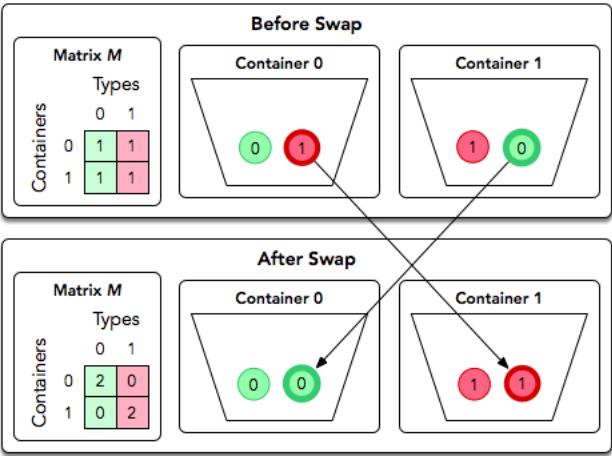 Before Swap
Matrix M
Types
0 1
Containers
0 1 1
1 1 1
Container 0
0 1
Container 1
1 0
After Swap
Matrix M
Types
0 1
Containers
0 2 0
1 0 2
Container 0
0 0
Container 1
1 1